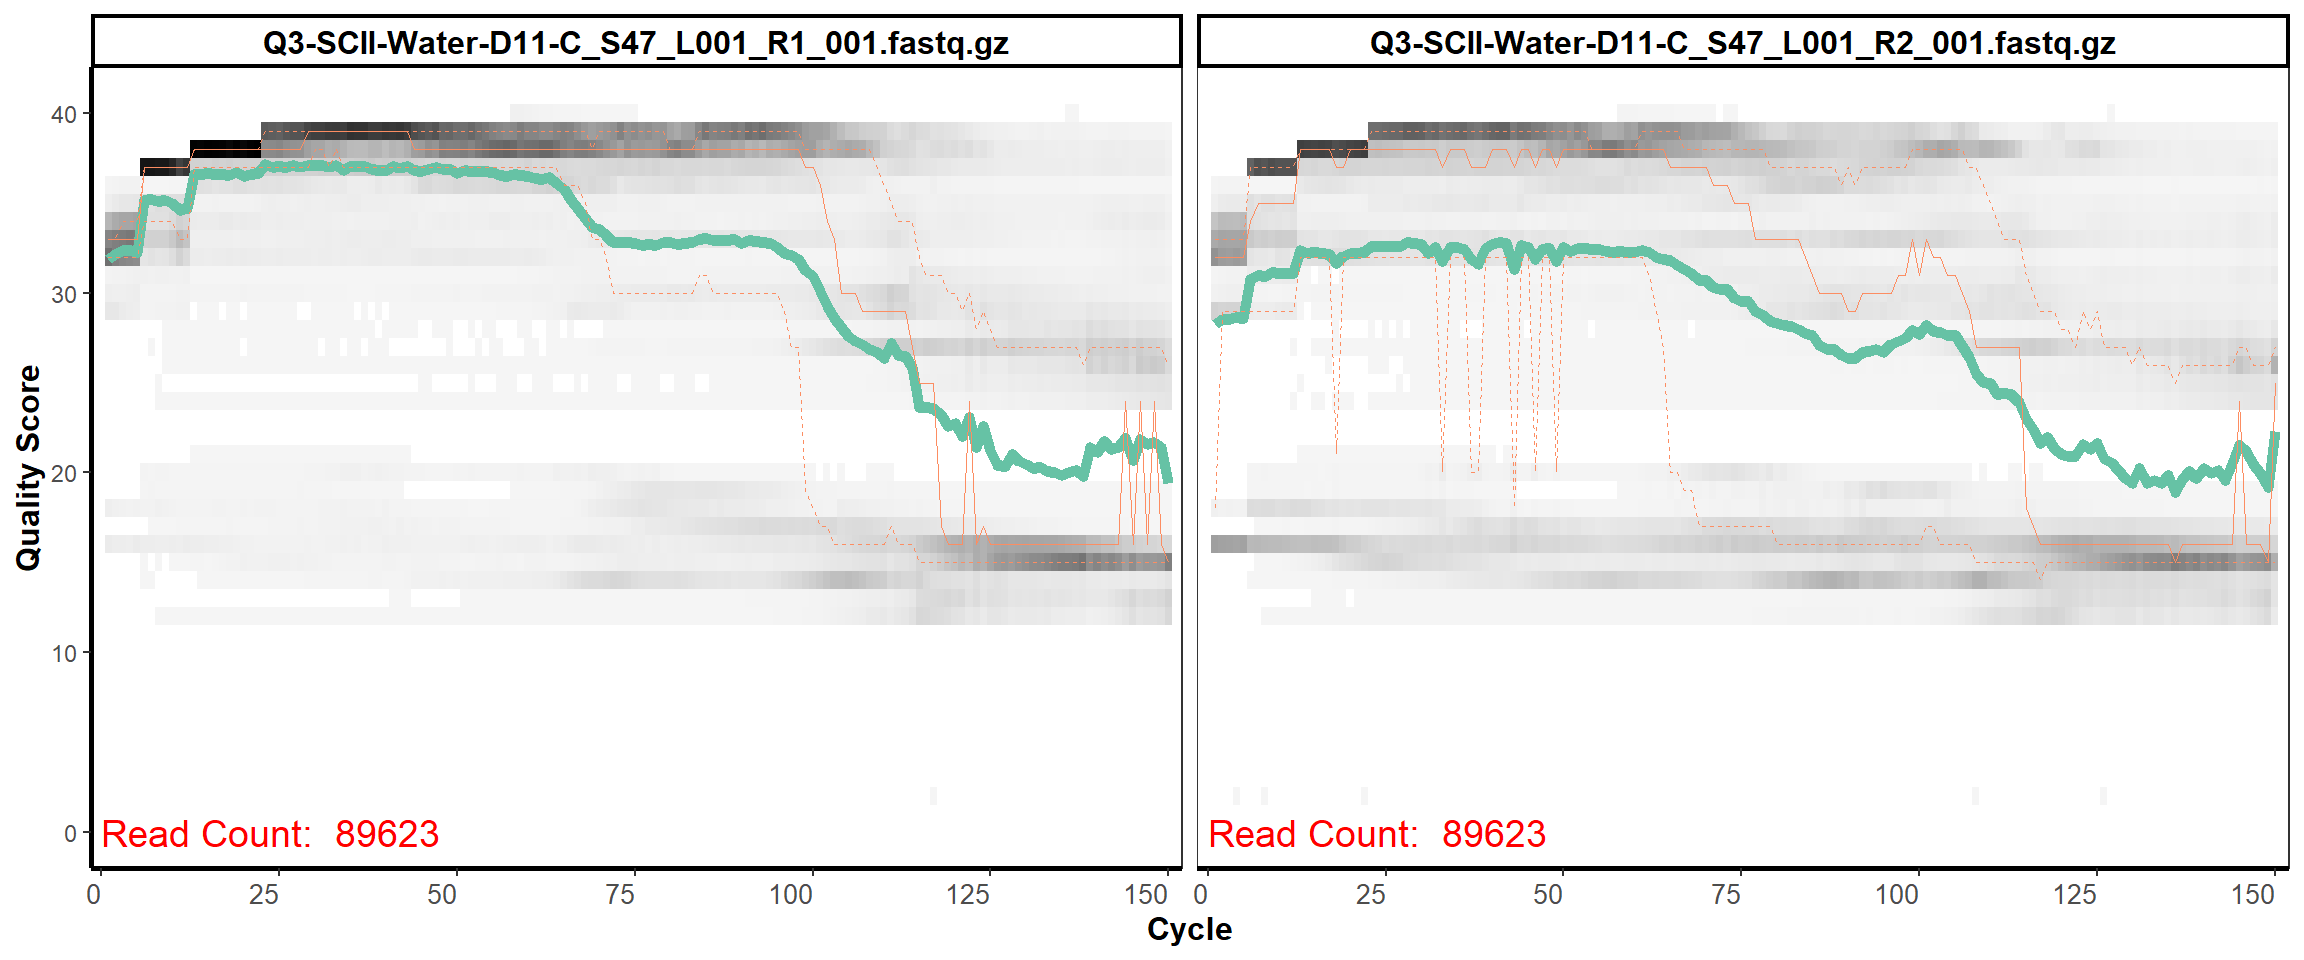 Q3-SCII-Water-D11-C_S47_L001_R1_001.fastq.gz
Q3-SCII-Water-D11-C_S47_L001_R2_001.fastq.gz
Quality Score
40
30
20
10
0
Read Count: 89623
Read Count: 89623
0 25 50 75 100 125 150
0 25 50 75 100 125 150
Cycle